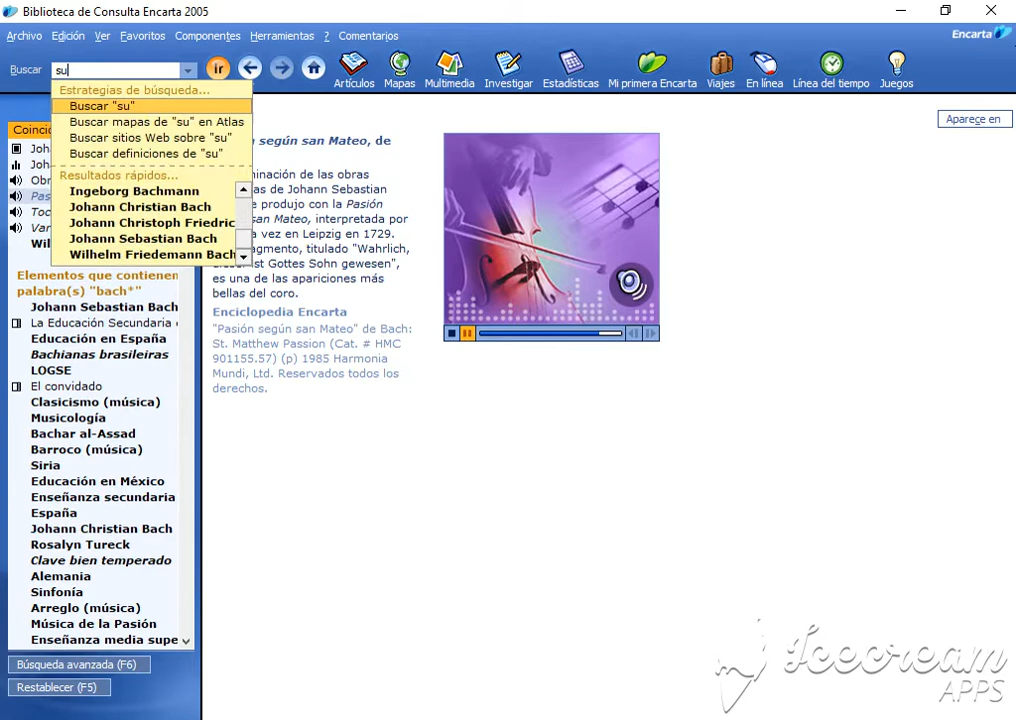 Biblioteca de Consulta Encarta 2005
Archivo Edición Ver Favoritos Componentes Herramientas ? Comentarios
Encarta
Buscar su Ir
Artículos Mapas Multimedia Investigar Estadísticas Mi primera Encarta Viajes En línea Línea del tiempo Juegos
Estrategias de búsqueda...
Buscar "su"
Buscar mapas de "su" en Atlas
Buscar sitios Web sobre "su"
Buscar definiciones de "su"
Resultados rápidos...
Ingeborg Bachmann
Johann Christian Bach
Johann Christoph Friedric
Johann Sebastian Bach
Wilhelm Friedemann Bach
Aparece en
Coinci
Joh
Joh
Obr
Pas
Toc
Var
Wil
Elementos que contienen
palabra(s) "bach*"
Johann Sebastian Bach
La Educación Secundaria
Educación en España
Bachianas brasileiras
LOGSE
El convidado
Clasicismo (música)
Musicología
Bachar al-Assad
Barroco (música)
Siria
Educación en México
Enseñanza secundaria
España
Johann Christian Bach
Rosalyn Tureck
Clave bien temperado
Alemania
Sinfonía
Arreglo (música)
Música de la Pasión
Enseñanza media supe
Búsqueda avanzada (F6)
Restablecer (F5)
según san Mateo, de
minación de las obras
as de Johann Sebastian
e produjo con la Pasión
san Mateo, interpretada por
a vez en Leipzig en 1729.
agmento, titulado "Wahrlich,
ist Gottes Sohn gewesen",
es una de las apariciones más
bellas del coro.
Enciclopedia Encarta
"Pasión según san Mateo" de Bach:
St. Matthew Passion (Cat. # HMC
901155.57) (p) 1985 Harmonia
Mundi, Ltd. Reservados todos los
derechos.
Icecream
APPS